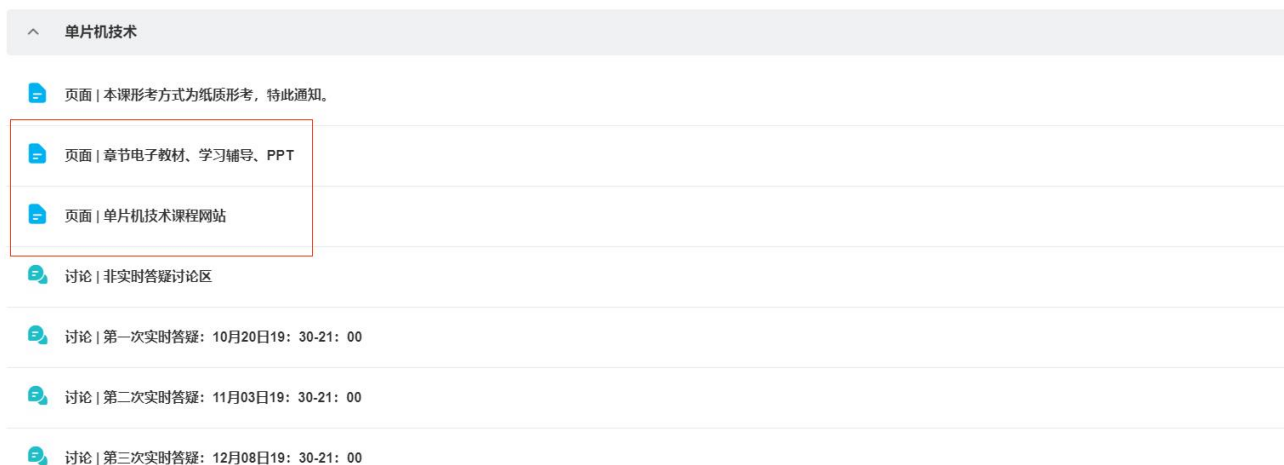 单片机技术
页面 | 本课形考方式为纸质形考，特此通知。
页面 | 章节电子教材、学习辅导、PPT
页面 | 单片机技术课程网站
讨论 | 非实时答疑讨论区
讨论 | 第一次实时答疑：10月20日19：30-21：00
讨论 | 第二次实时答疑：11月03日19：30-21：00
讨论 | 第三次实时答疑：12月08日19：30-21：00